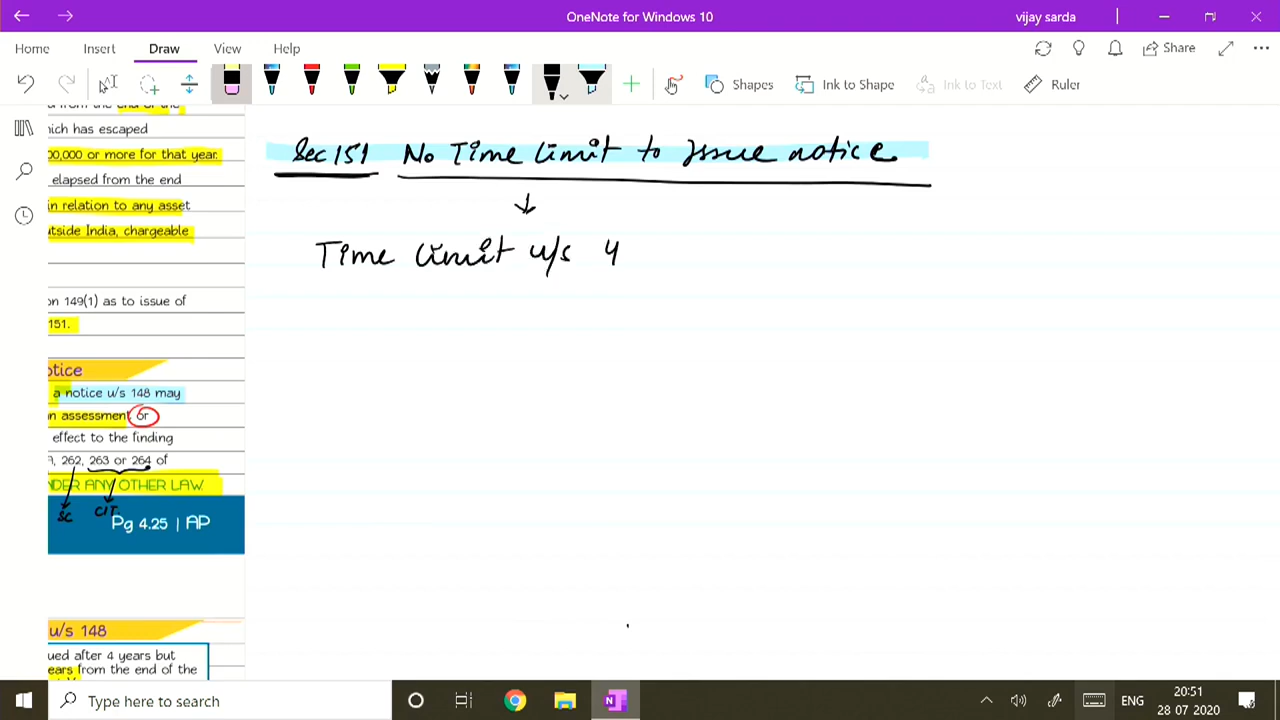 OneNote for Windows 10
vijay sarda
Home Insert Draw View Help
Share
Shapes Ink to Shape Ink to Text Ruler
hich has escaped
00,000 or more for that year.
elapsed from the end
in relation to any asset
utside India, chargeable
on 149(1) as to issue of
151.
otice
a notice u/s 148 may
n assessment or
effect to the finding
262, 263 or 264 of
NDER ANY OTHER LAW.
SC CIT
Pg 4.25 | AP
u/s 148
ued after 4 years but
ears from the end of the
Sec 151 No Time Limit to Issue notice
↓
Time limit u/s 4
Type here to search
ENG
20:51
28 07 2020